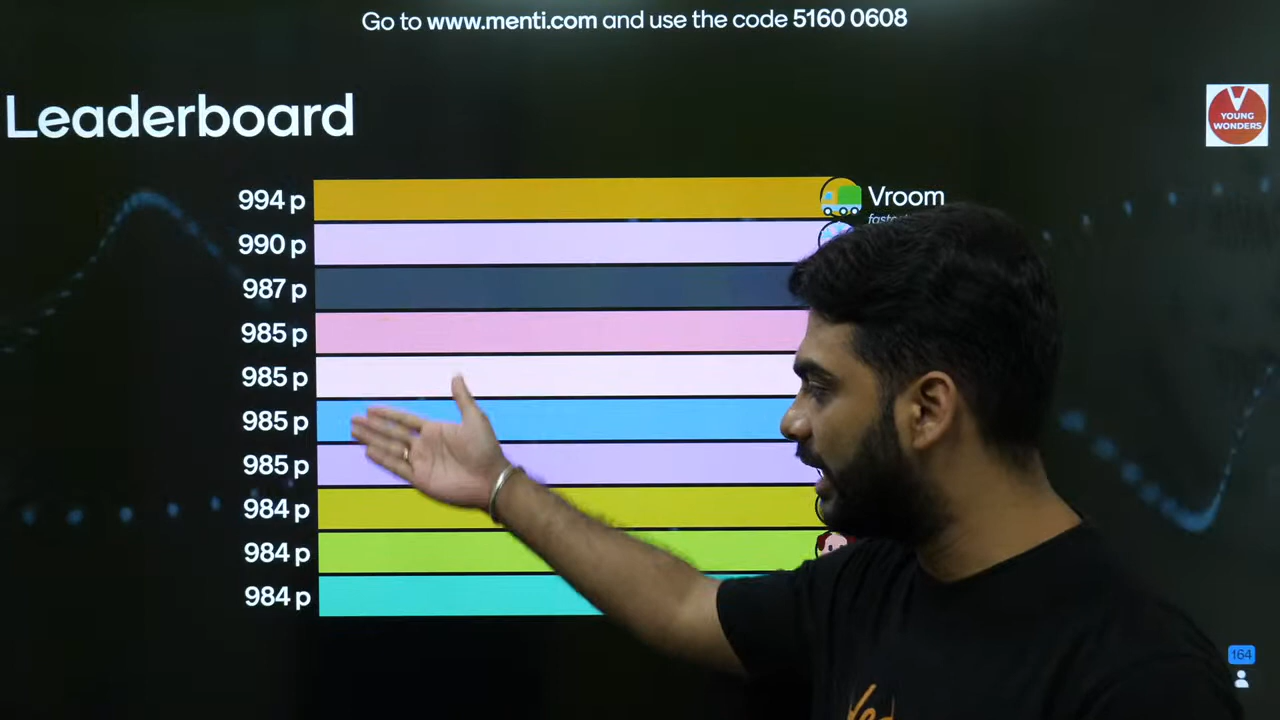 Go to www.menti.com and use the code 5160 0608
Leaderboard
YOUNG
WONDERS
994 p
Vroom
990 p
987 p
985 p
985 p
985 p
985 p
984 p
984 p
984 p
164